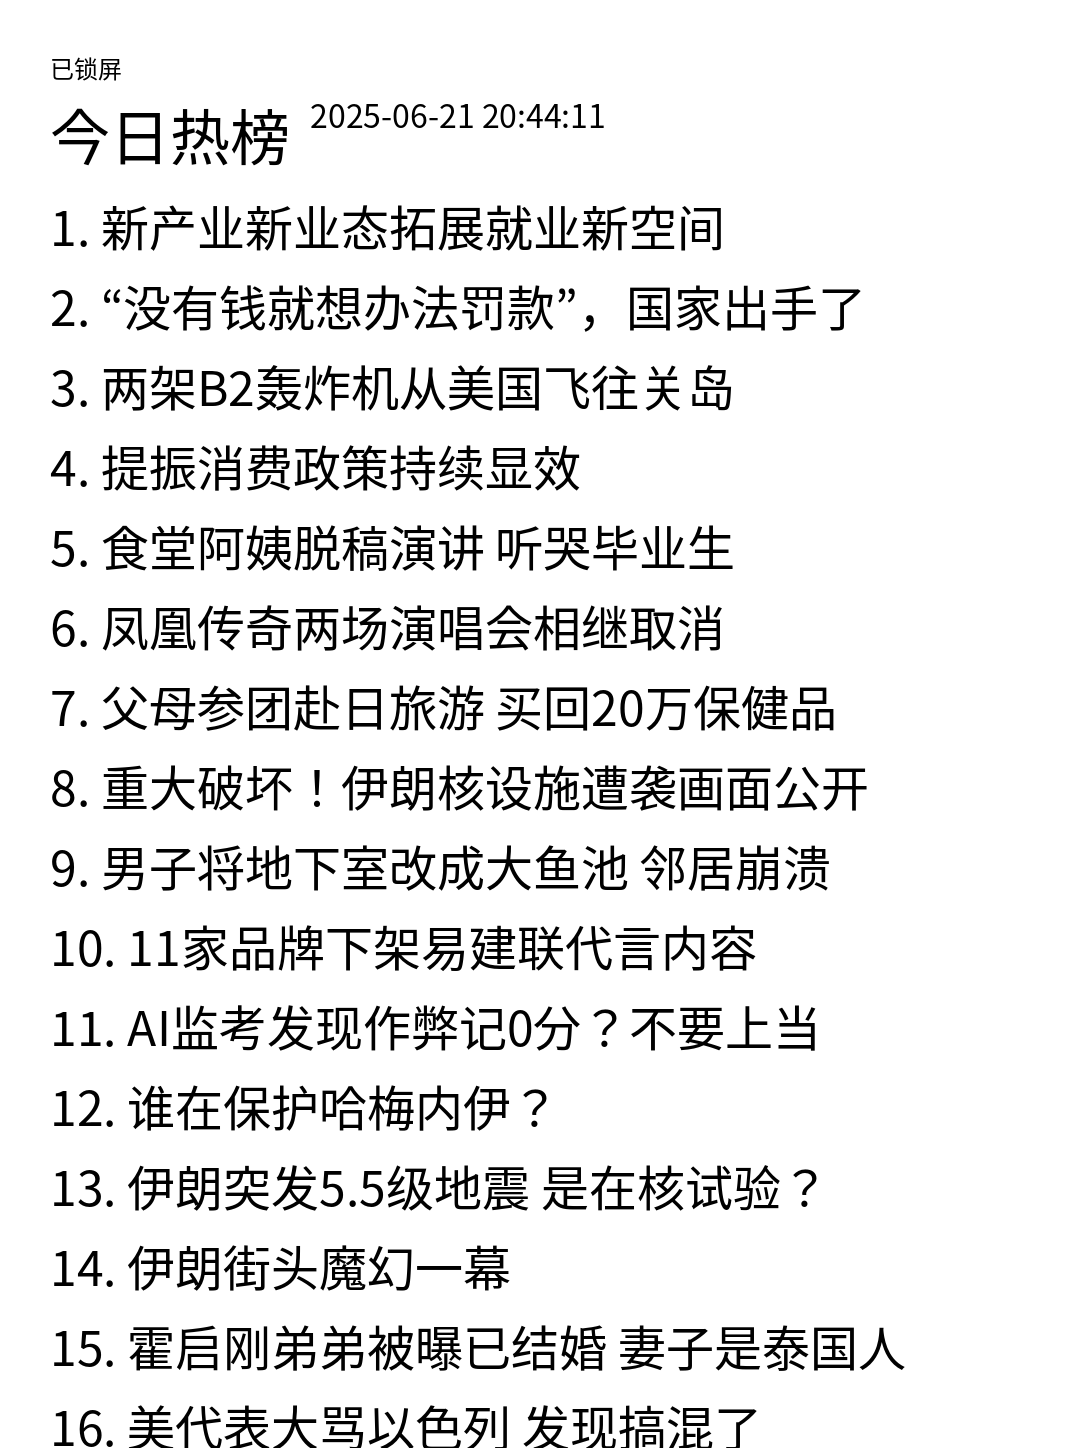 已锁屏
今日热榜 2025-06-21 20:44:11
1. 新产业新业态拓展就业新空间
2. “没有钱就想办法罚款”，国家出手了
3. 两架B2轰炸机从美国飞往关岛
4. 提振消费政策持续显效
5. 食堂阿姨脱稿演讲 听哭毕业生
6. 凤凰传奇两场演唱会相继取消
7. 父母参团赴日旅游 买回20万保健品
8. 重大破坏！伊朗核设施遭袭画面公开
9. 男子将地下室改成大鱼池 邻居崩溃
10. 11家品牌下架易建联代言内容
11. AI监考发现作弊记0分？不要上当
12. 谁在保护哈梅内伊？
13. 伊朗突发5.5级地震 是在核试验？
14. 伊朗街头魔幻一幕
15. 霍启刚弟弟被曝已结婚 妻子是泰国人
16. 美代表大骂以色列 发现搞混了